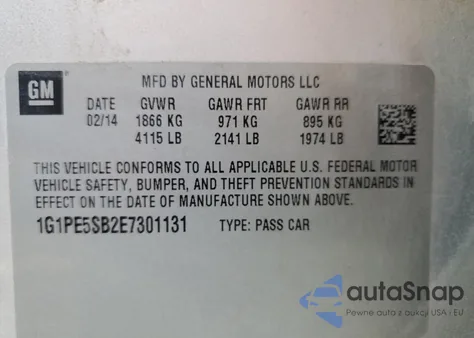 GM
MFD BY GENERAL MOTORS LLC
DATE GVWR GAWR FRT GAWR RR
02/14 1866 KG 971 KG 895 KG
4115 LB 2141 LB 1974 LB
THIS VEHICLE CONFORMS TO ALL APPLICABLE U.S. FEDERAL MOTOR
VEHICLE SAFETY, BUMPER, AND THEFT PREVENTION STANDARDS IN
EFFECT ON THE DATE OF MANUFACTURE SHOWN ABOVE.
1G1PE5SB2E7301131 TYPE: PASS CAR
autaSnap
Pewne auta z aukcji USA i EU